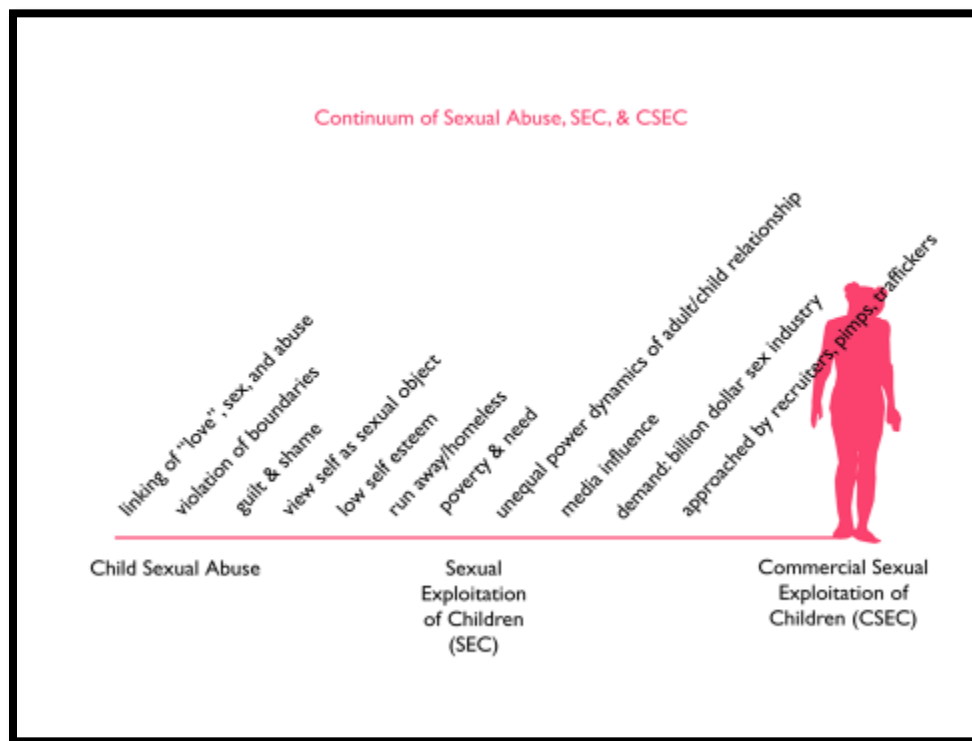 Continuum of Sexual Abuse, SEC, & CSEC
linking of "love", sex, and abuse
violation of boundaries
guilt & shame
view self as sexual object
low self esteem
run away/homeless
poverty & need
unequal power dynamics of adult/child relationship
media influence
demand: billion dollar sex industry
approached by recruiters, pimps, traffickers
Child Sexual Abuse
Sexual
Exploitation
of Children
(SEC)
Commercial Sexual
Exploitation of
Children (CSEC)